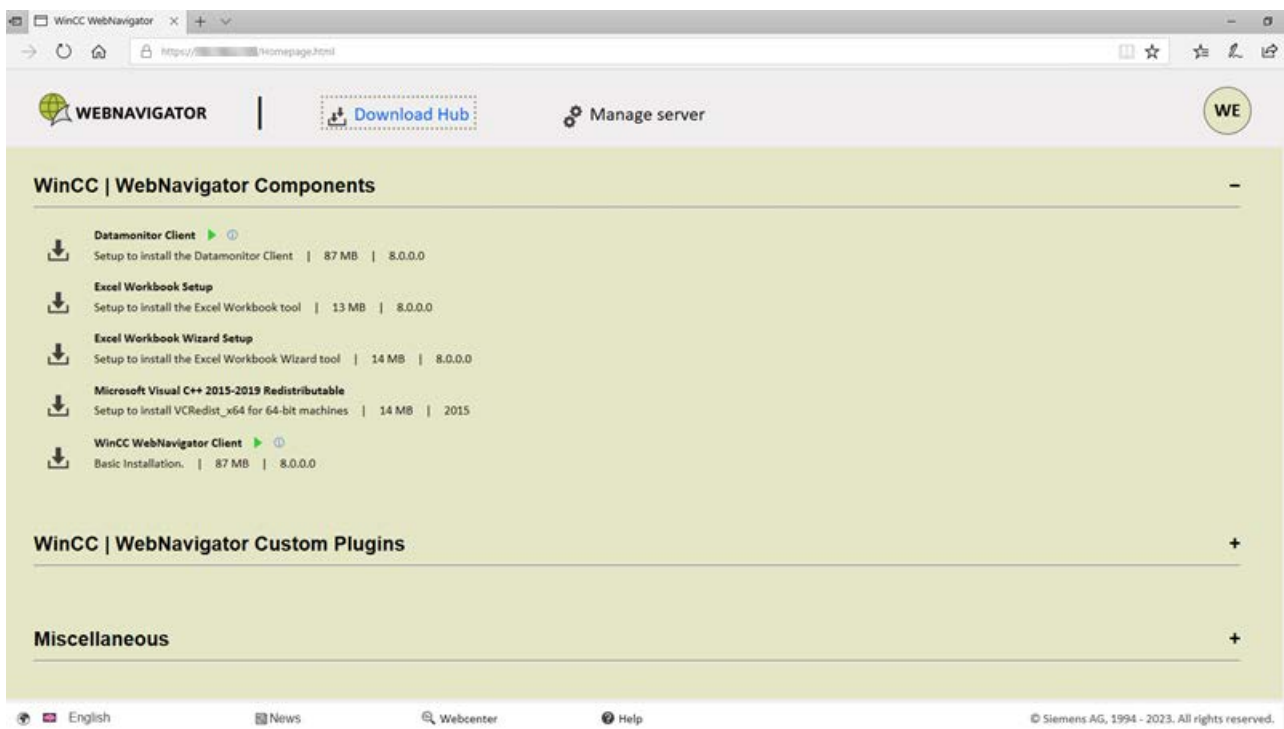 WinCC WebNavigator
https:// /Homepage.html
WEBNAVIGATOR
Download Hub
Manage server
WE
WinCC | WebNavigator Components
Datamonitor Client
Setup to install the Datamonitor Client | 87 MB | 8.0.0.0
Excel Workbook Setup
Setup to install the Excel Workbook tool | 13 MB | 8.0.0.0
Excel Workbook Wizard Setup
Setup to install the Excel Workbook Wizard tool | 14 MB | 8.0.0.0
Microsoft Visual C++ 2015-2019 Redistributable
Setup to install VCRedist_x64 for 64-bit machines | 14 MB | 2015
WinCC WebNavigator Client
Basic Installation. | 87 MB | 8.0.0.0
WinCC | WebNavigator Custom Plugins
Miscellaneous
English
News
Webcenter
Help
© Siemens AG, 1994 - 2023. All rights reserved.